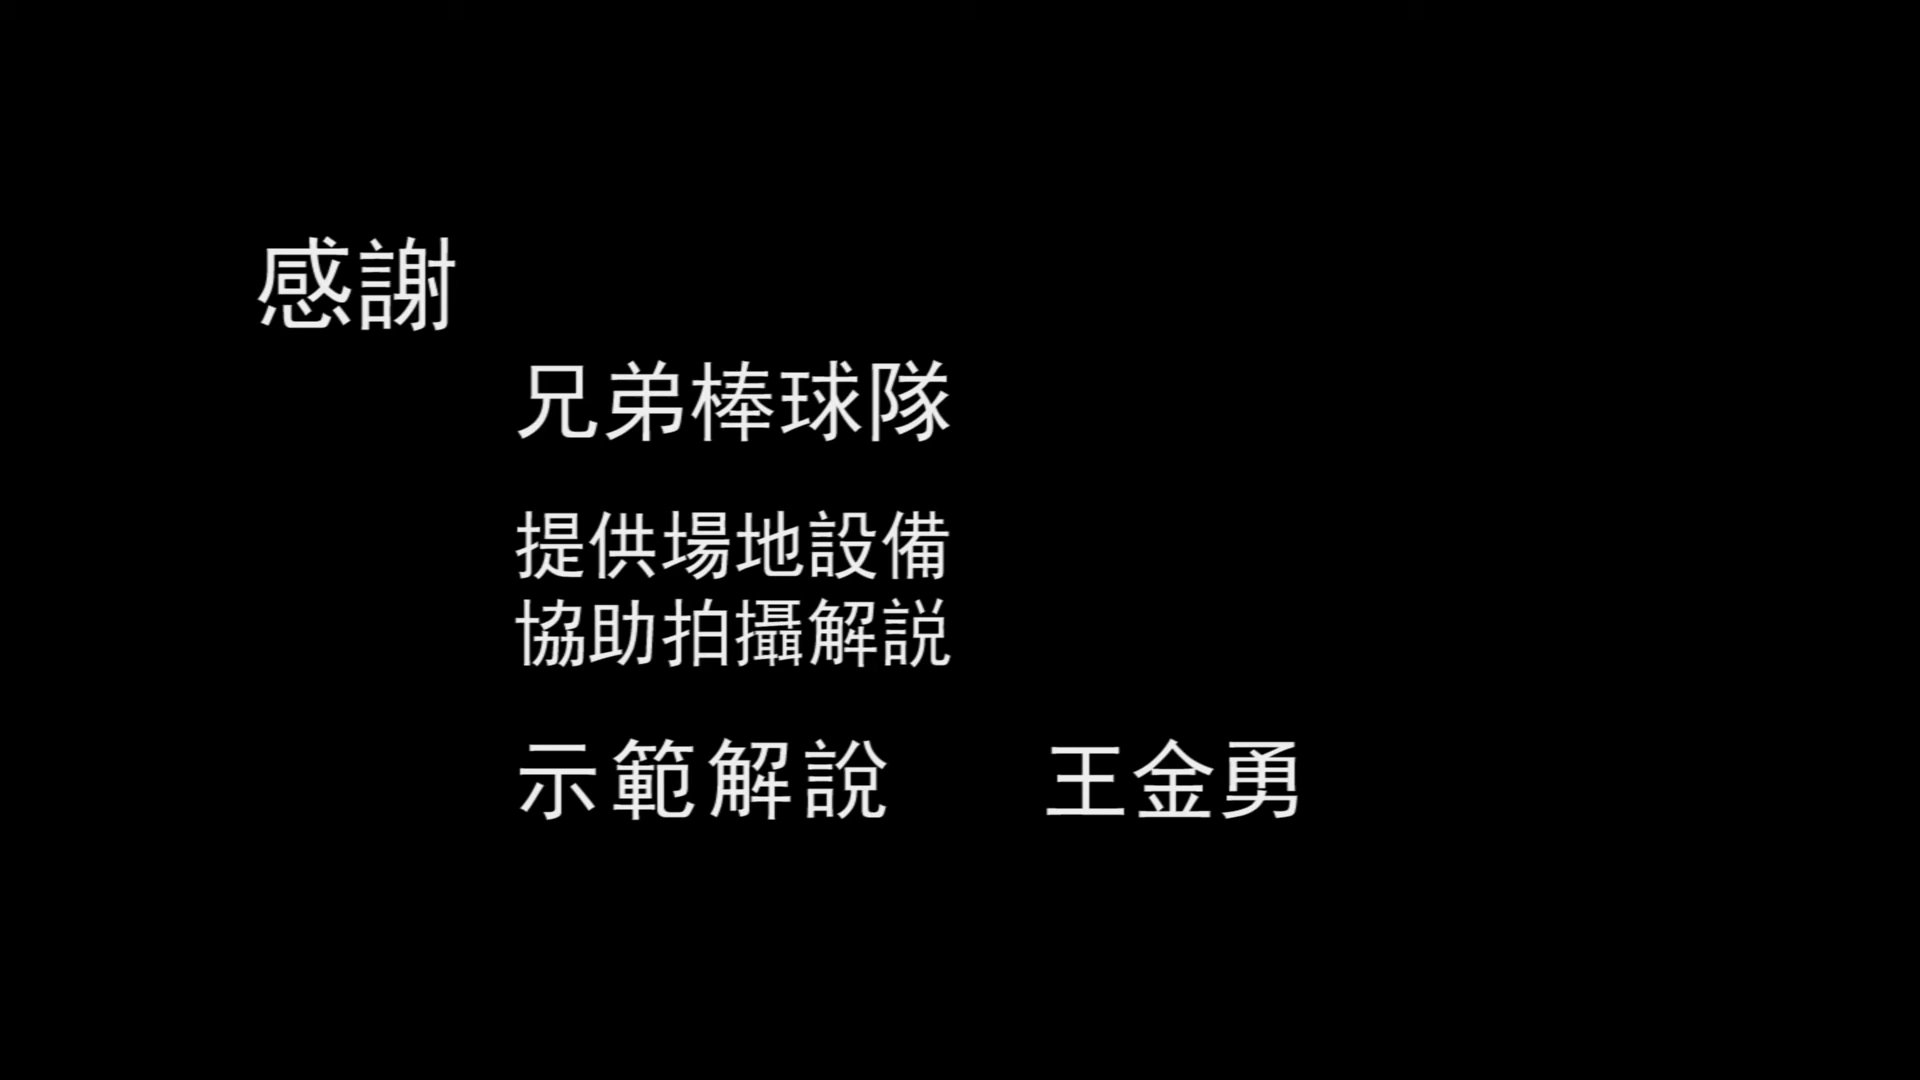 感謝
兄弟棒球隊
提供場地設備
協助拍攝解説
示範解說 王金勇